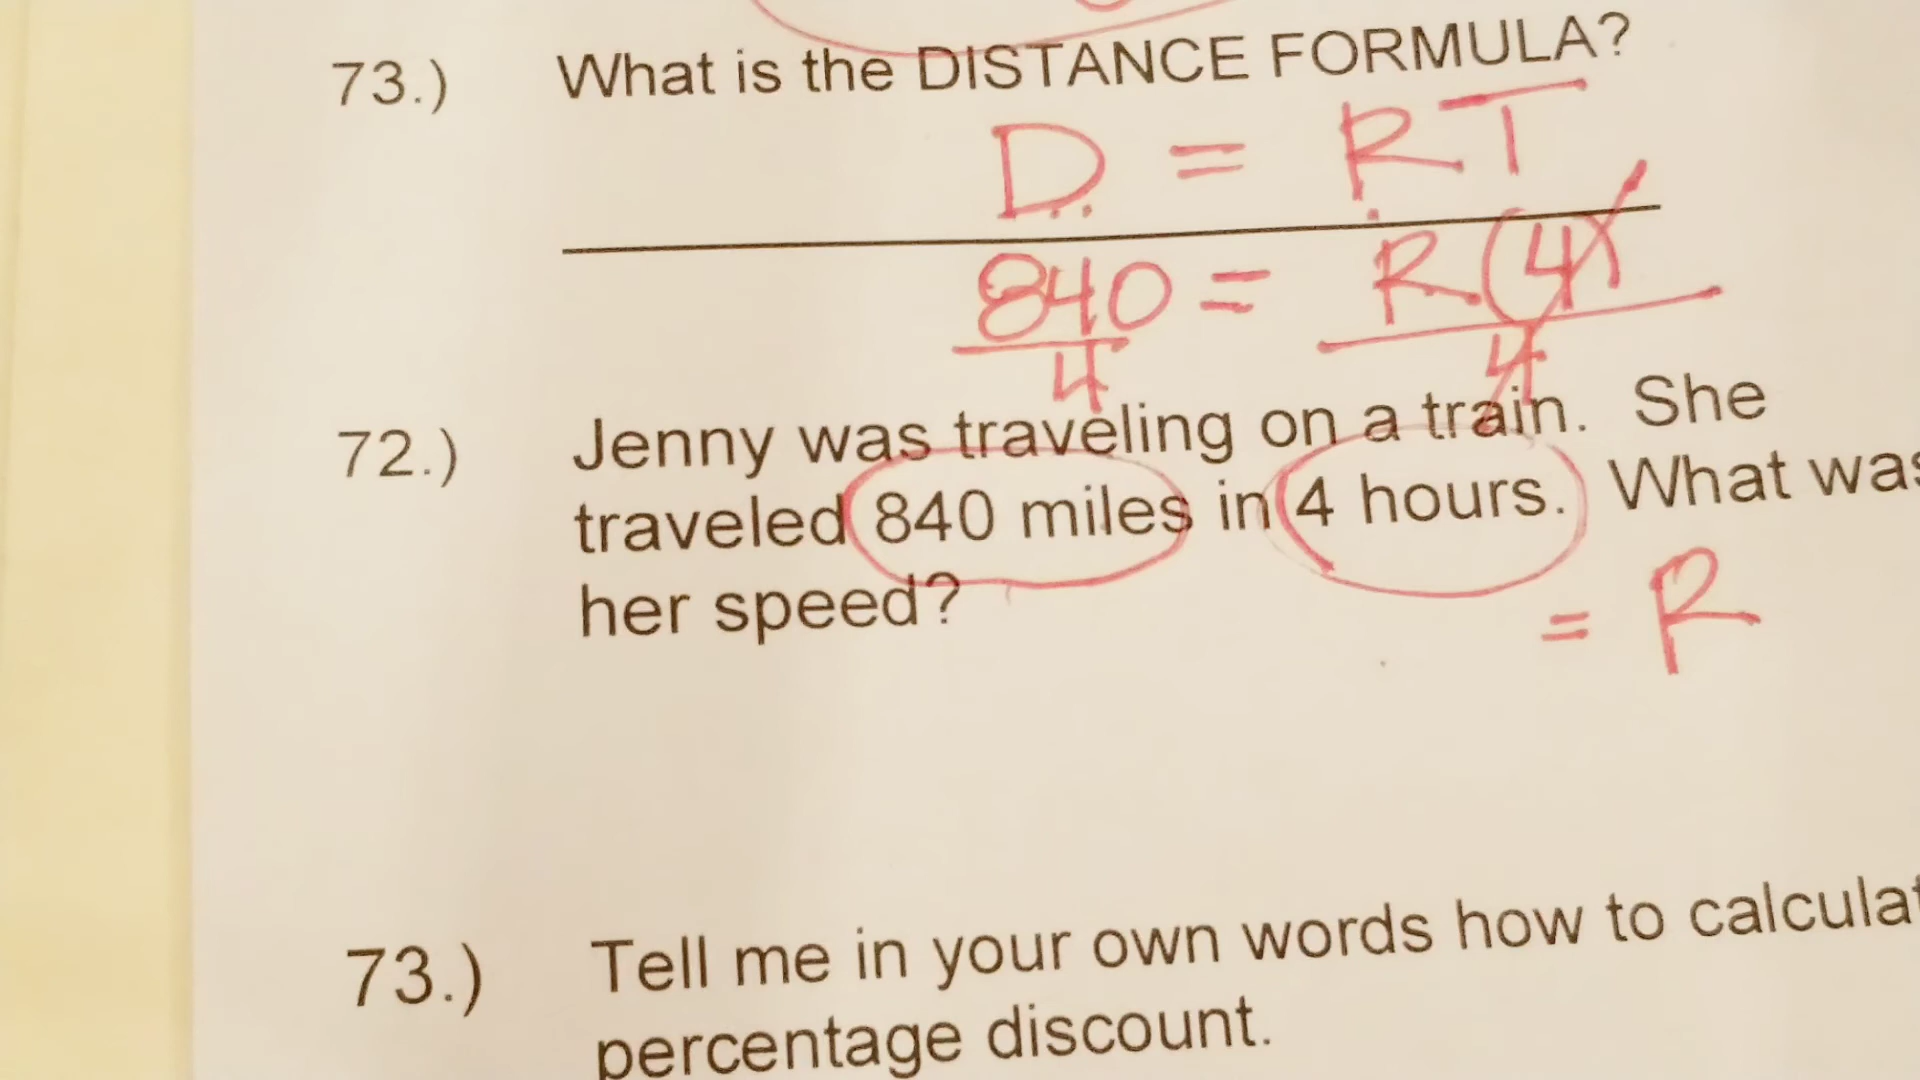 73.) What is the DISTANCE FORMULA?
D = RT
840 = R(4)
4 4
72.) Jenny was traveling on a train. She
traveled 840 miles in 4 hours. What was
her speed?
= R
73.) Tell me in your own words how to
percentage discount.